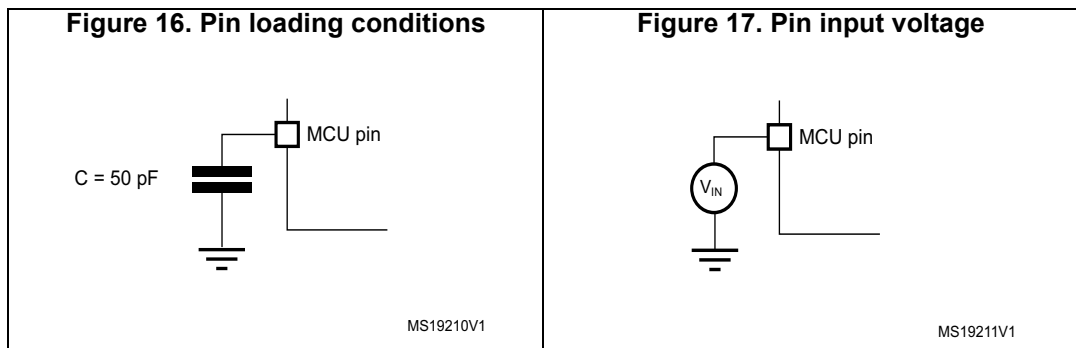 Figure 16. Pin loading conditions
MCU pin
C = 50 pF
MS19210V1
Figure 17. Pin input voltage
MCU pin
VIN
MS19211V1